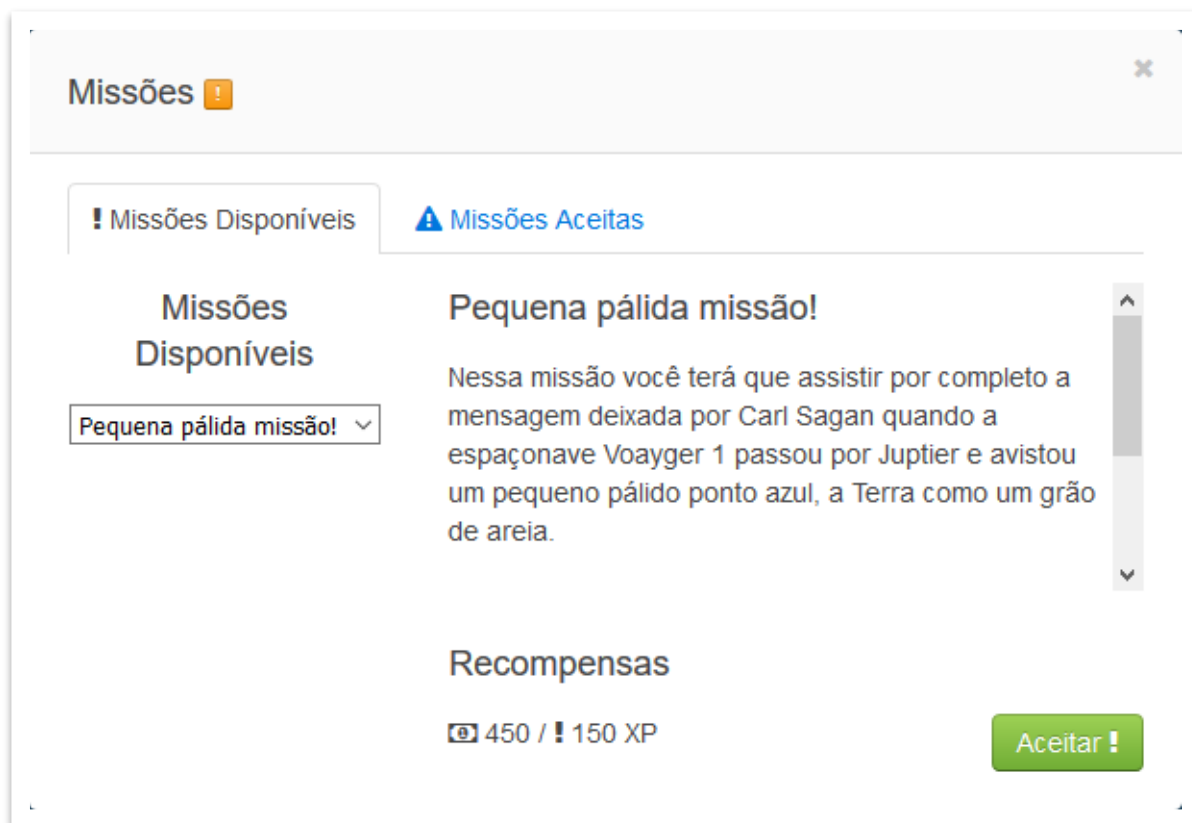 Missões !
! Missões Disponíveis
Missões Aceitas
Missões
Disponíveis
Pequena pálida missão!
Pequena pálida missão!
Nessa missão você terá que assistir por completo a
mensagem deixada por Carl Sagan quando a
espaçonave Voayger 1 passou por Juptier e avistou
um pequeno pálido ponto azul, a Terra como um grão
de areia.
Recompensas
450 / ! 150 XP
Aceitar !